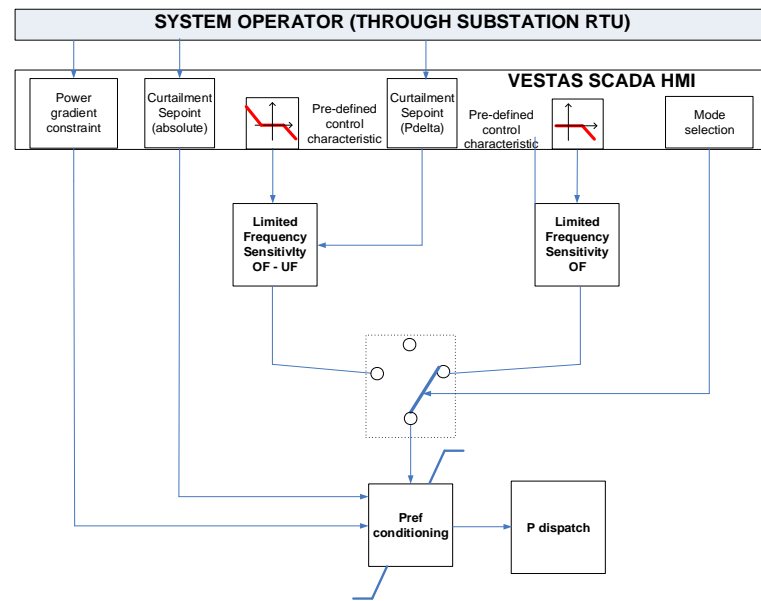 SYSTEM OPERATOR (THROUGH SUBSTATION RTU)
VESTAS SCADA HMI
Power
gradient
constraint
Curtailment
Sepoint
(absolute)
Pre-defined
control
characteristic
Curtailment
Sepoint
(Pdelta)
Pre-defined
control
characteristic
Mode
selection
Limited
Frequency
Sensitivlty
OF - UF
Limited
Frequency
Sensitivity
OF
Pref
conditioning
P dispatch